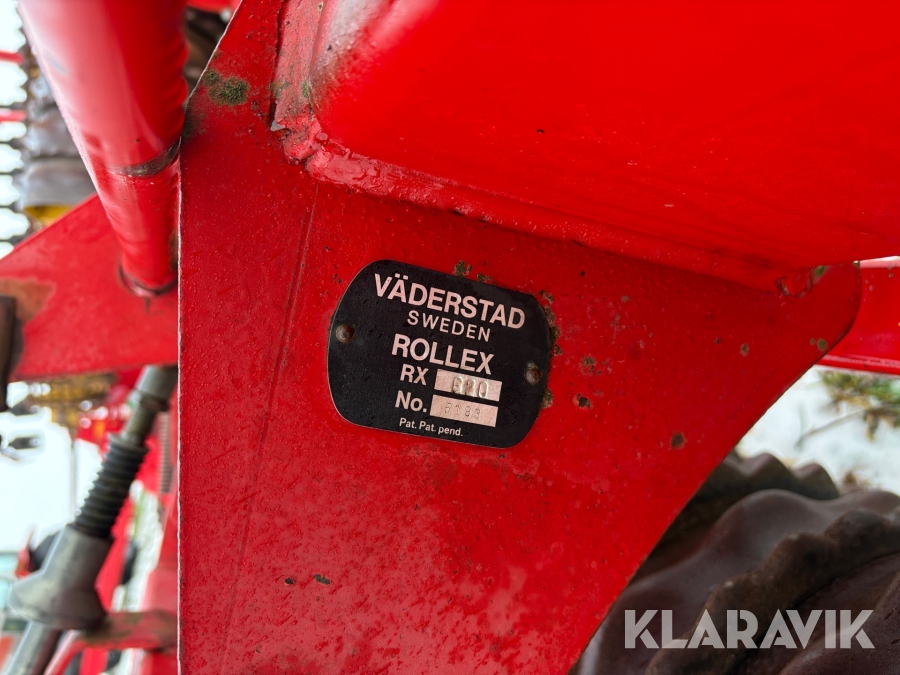 VÄDERSTAD
SWEDEN
ROLLEX
RX
No.
Pat. Pat. pend.
KLARAVIK